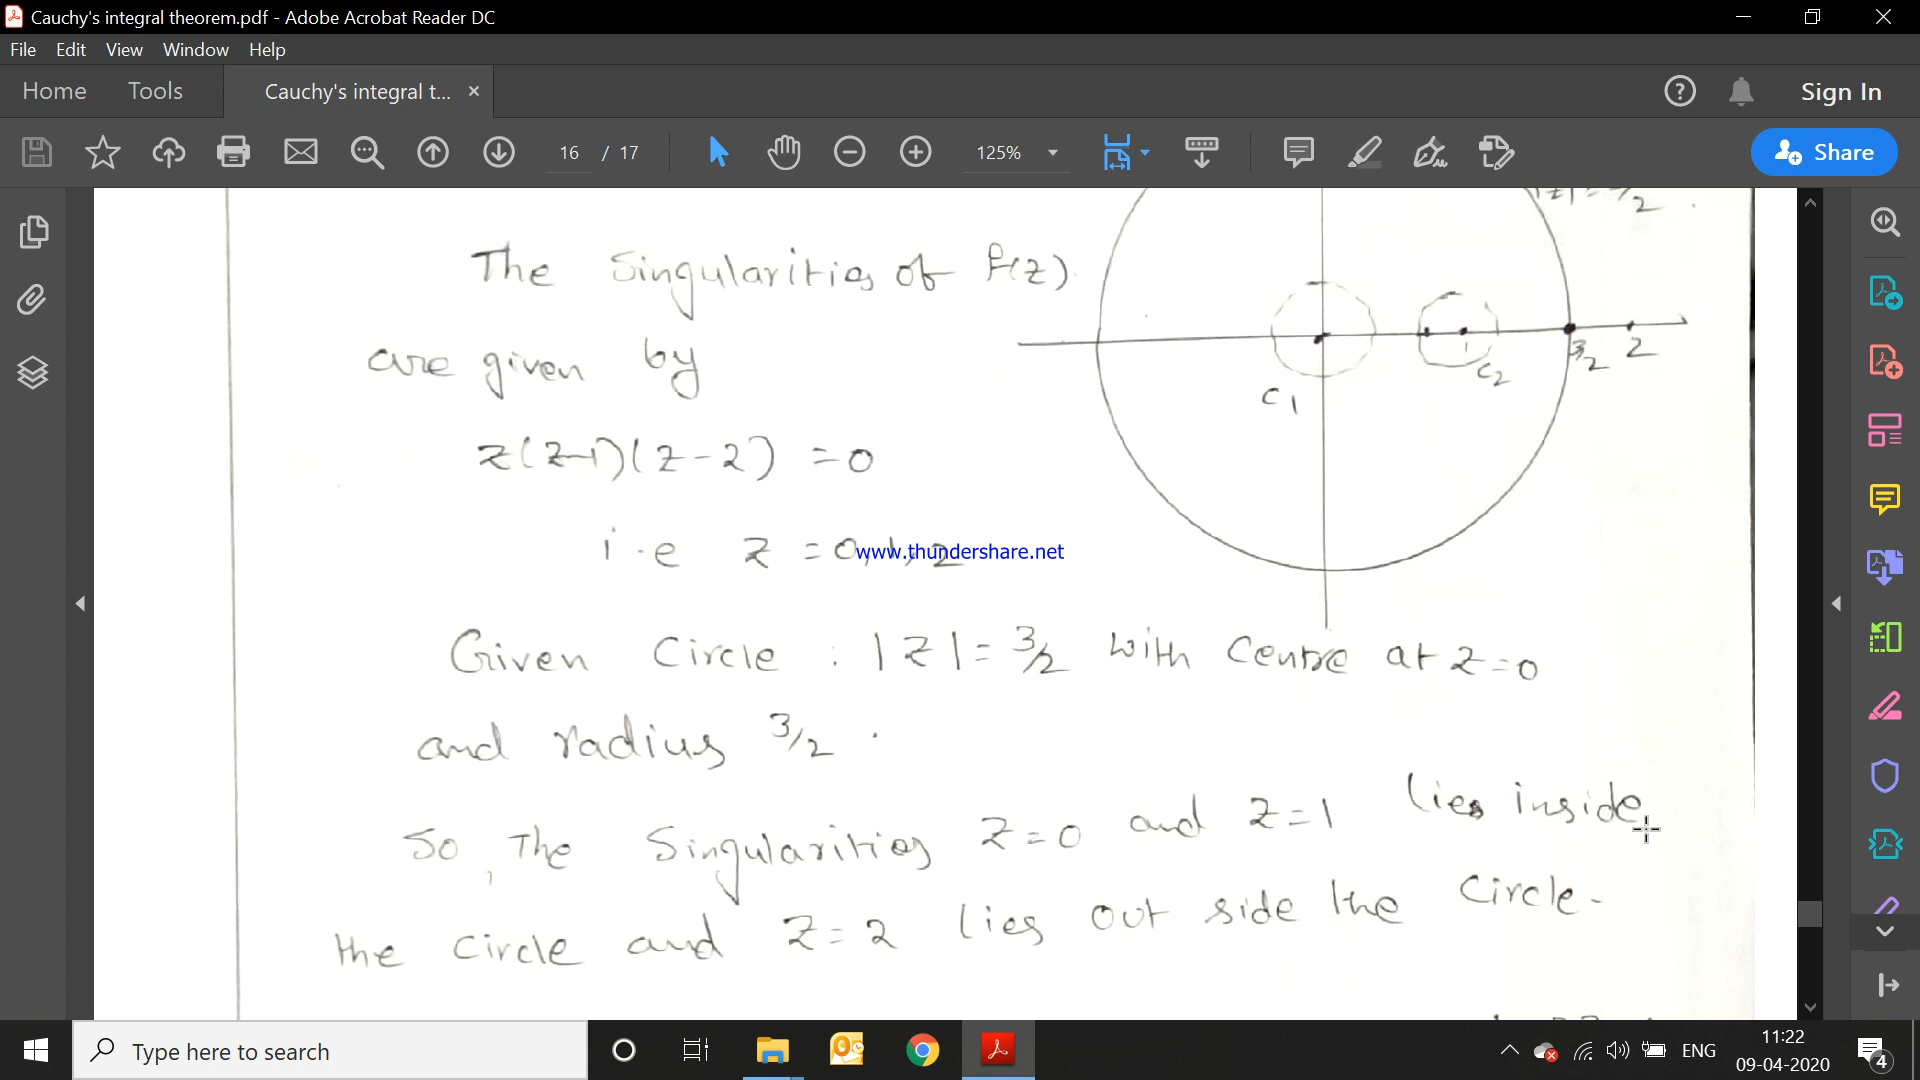 Cauchy's integral theorem.pdf - Adobe Acrobat Reader DC
File Edit View Window Help
Home Tools Cauchy's integral t... × Sign In
16 / 17 125% Share
|z| = 3/2
The Singularities of f(z)
are given by
z(z-1)(z-2) = 0
i.e z = 0, 1, 2
www.thundershare.net
C1
1
C2
3/2
2
Given Circle : |z| = 3/2 with Centre at z=0
and radius 3/2 .
So, The Singularities z=0 and z=1 lies inside
the circle and z=2 lies out side the circle.
Type here to search
ENG
11:22
09-04-2020
4